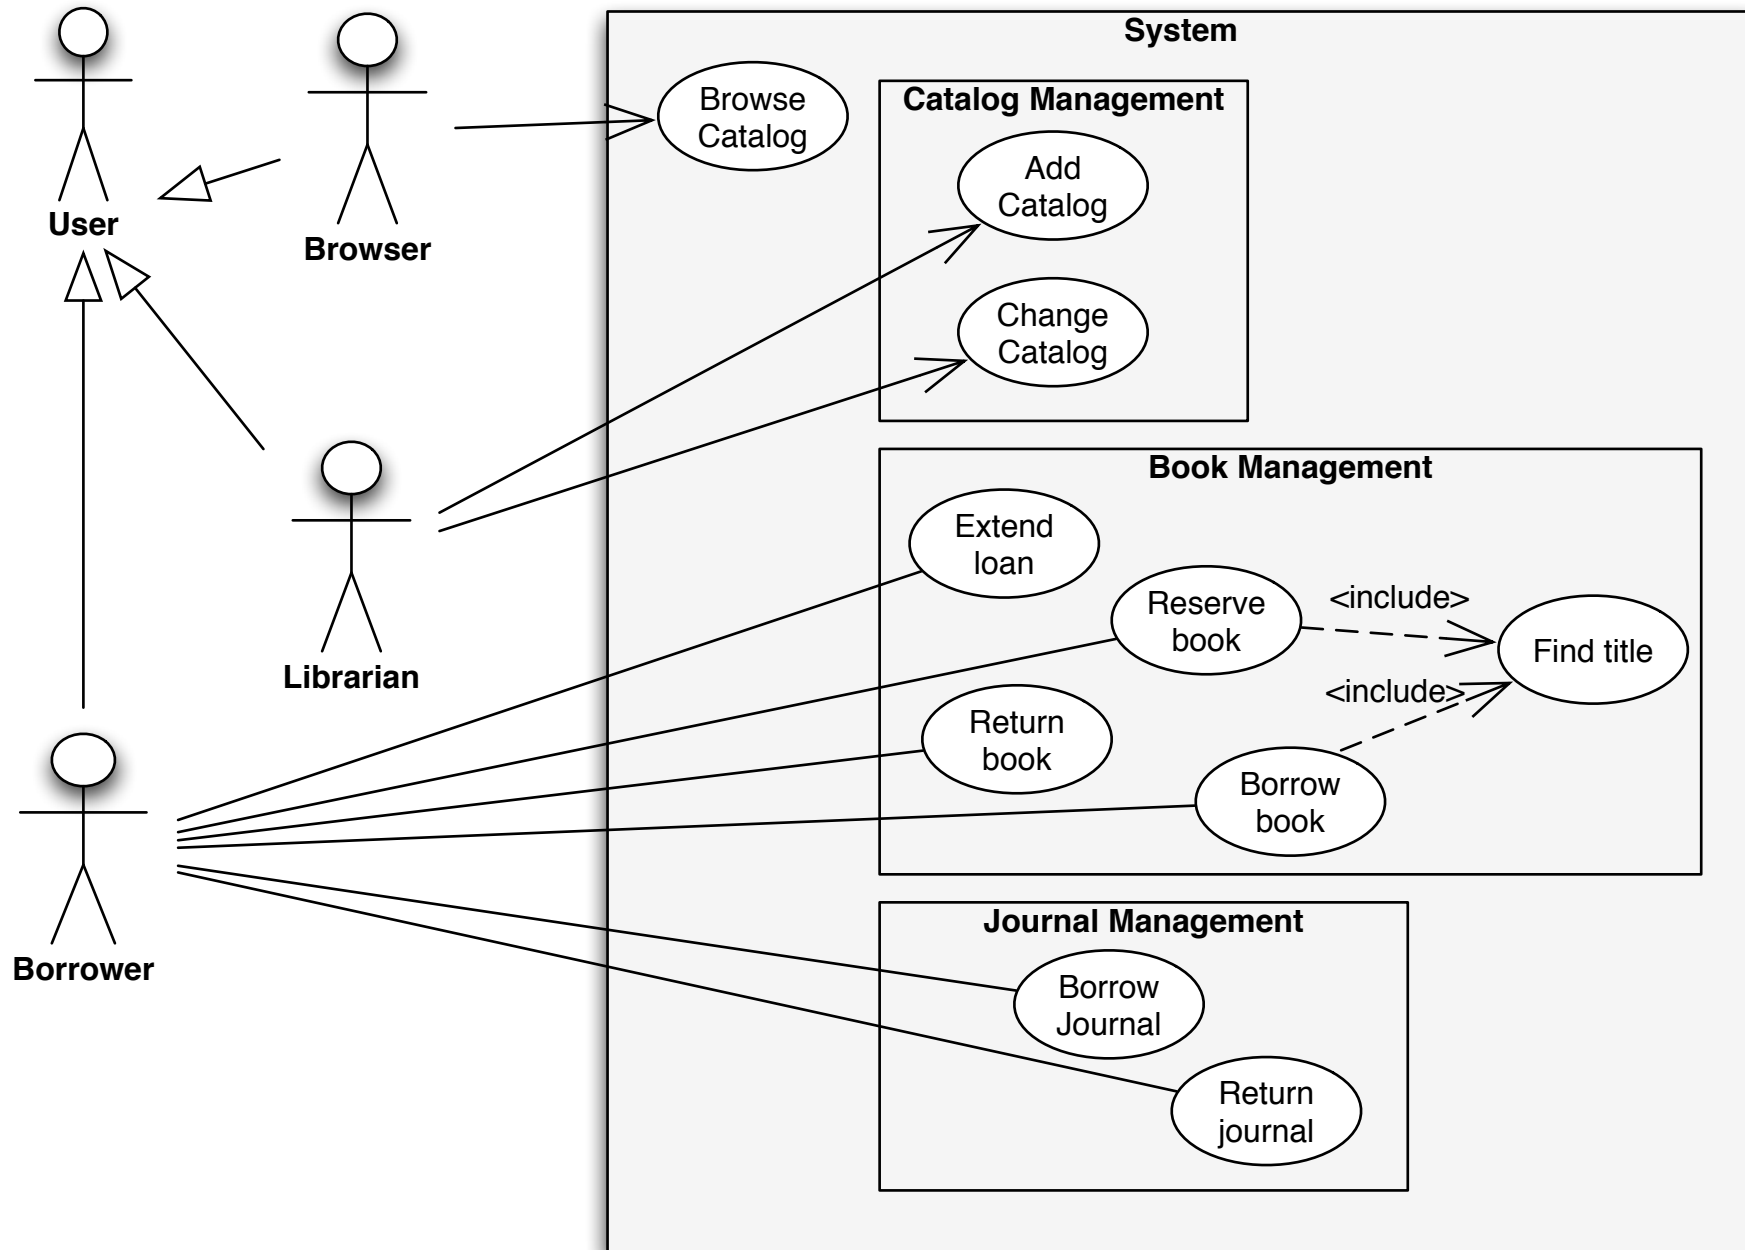 System
User
Browser
Browse
Catalog
Catalog Management
Add
Catalog
Change
Catalog
Librarian
Book Management
Extend
loan
Reserve
book
<include>
Find title
<include>
Return
book
Borrow
book
Borrower
Journal Management
Borrow
Journal
Return
journal